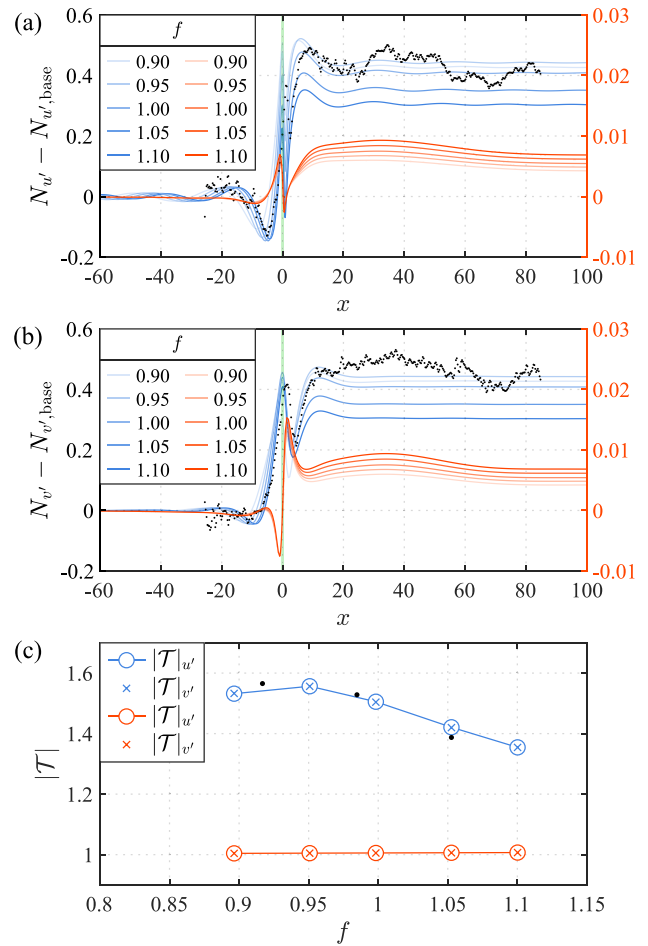 (a)
f
0.90 0.90
0.95 0.95
1.00 1.00
1.05 1.05
1.10 1.10
N_{u′} − N_{u′,base}
0.6 0.4 0.2 0 -0.2
0.03 0.02 0.01 0 -0.01
-60 -40 -20 0 20 40 60 80 100
x
(b)
f
0.90 0.90
0.95 0.95
1.00 1.00
1.05 1.05
1.10 1.10
N_{v′} − N_{v′,base}
0.6 0.4 0.2 0 -0.2
0.03 0.02 0.01 0 -0.01
-60 -40 -20 0 20 40 60 80 100
x
(c)
|𝒯|_{u′}
|𝒯|_{v′}
|𝒯|_{u′}
|𝒯|_{v′}
|𝒯|
1.6 1.4 1.2 1
0.8 0.85 0.9 0.95 1 1.05 1.1 1.15
f